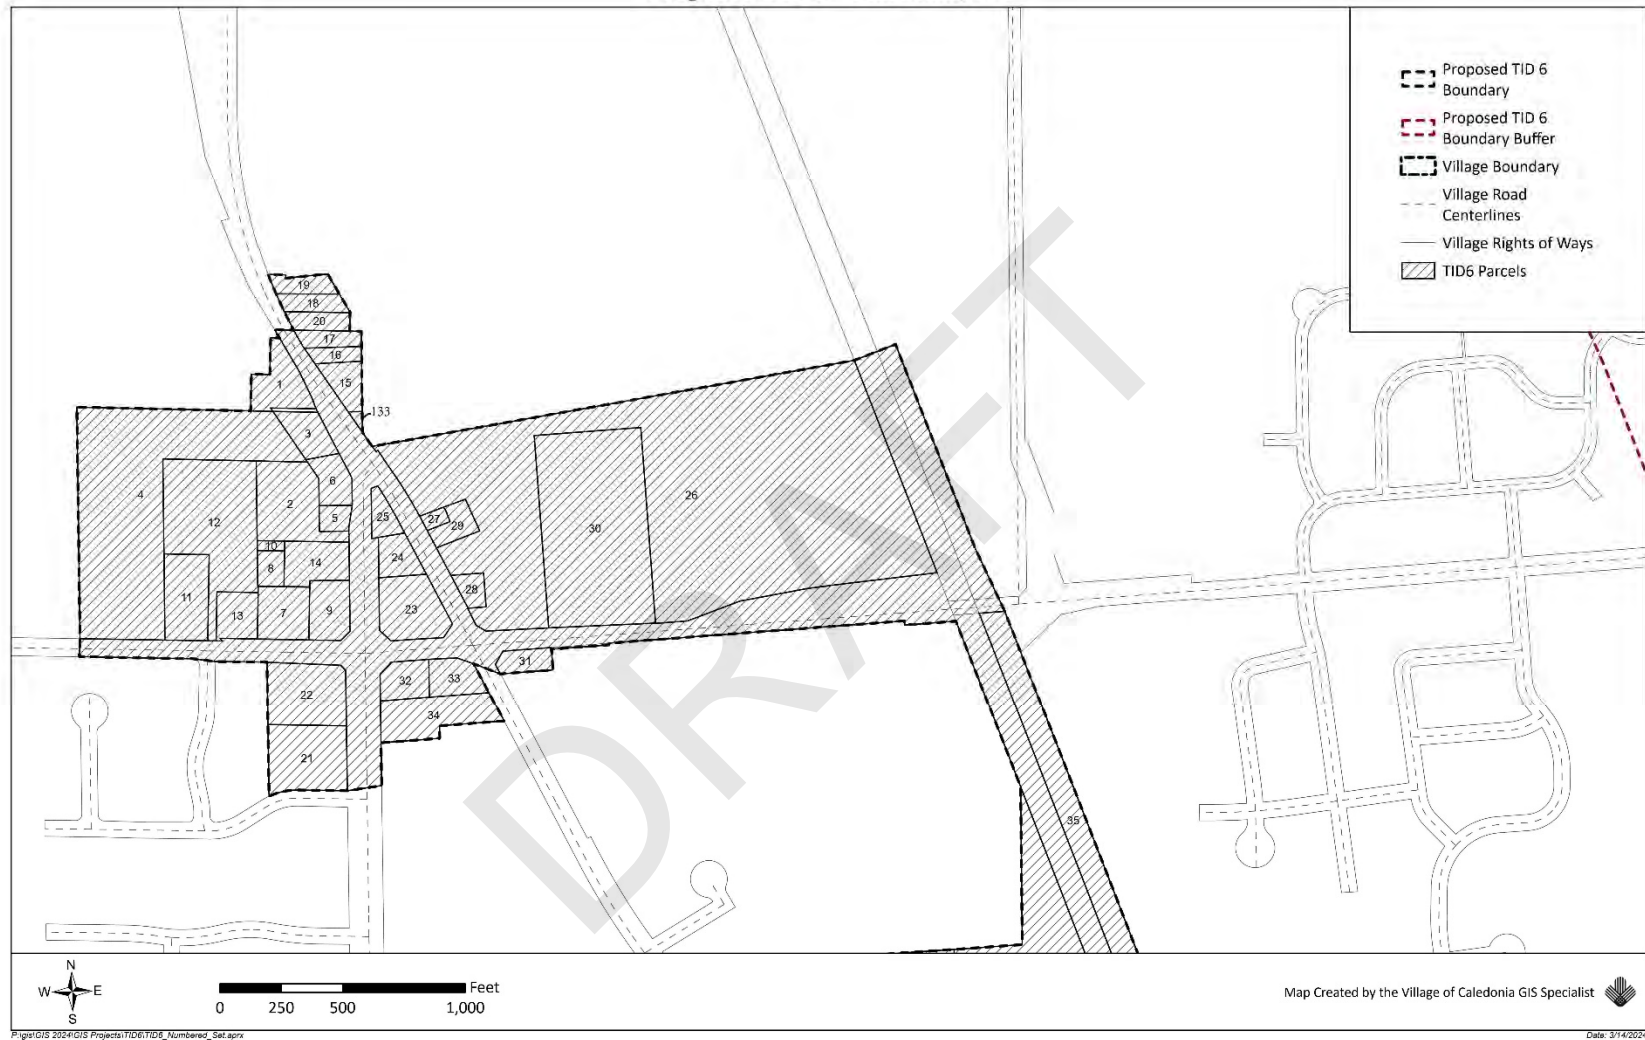 Proposed TID 6
Boundary
Proposed TID 6
Boundary Buffer
Village Boundary
Village Road
Centerlines
Village Rights of Ways
TID6 Parcels
19
18
20
17
16
1
15
133
3
4
6
26
2
12
5
25
27
29
30
10
14
24
8
11
28
13
7
9
23
31
32
33
22
34
21
35
DRAFT
N
W
E
S
Feet
0 250 500 1,000
Map Created by the Village of Caledonia GIS Specialist
P:\gis\GIS 2024\GIS Projects\TID6\TID6_Numbered_Set.aprx
Date: 3/14/2024